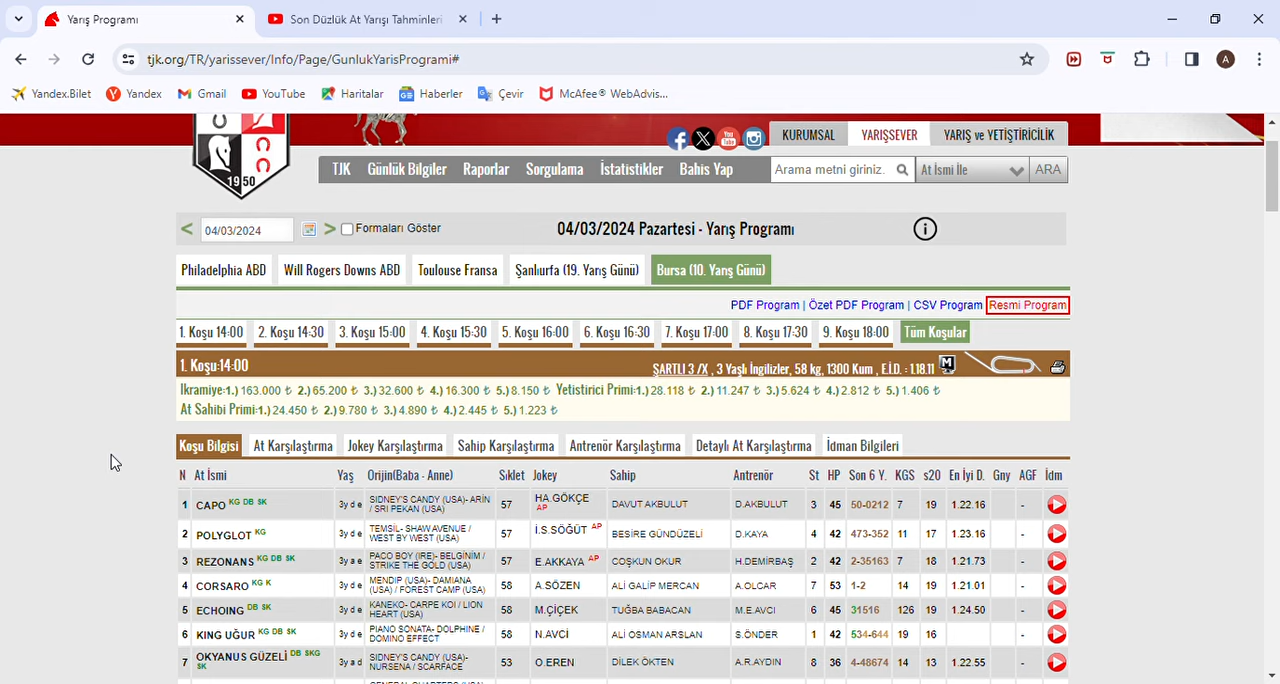 Yarış Programı
Son Düzlük At Yarışı Tahminleri
tjk.org/TR/yarissever/Info/Page/GunlukYarisProgrami#
A
Yandex.Bilet Yandex Gmail YouTube Haritalar Haberler Çevir McAfee® WebAdvis...
KURUMSAL YARIŞSEVER YARIŞ ve YETİŞTİRİCİLİK
1950
TJK Günlük Bilgiler Raporlar Sorgulama İstatistikler Bahis Yap Arama metni giriniz. At İsmi İle ARA
< 04/03/2024 > Formaları Göster 04/03/2024 Pazartesi - Yarış Programı
Philadelphia ABD Will Rogers Downs ABD Toulouse Fransa Şanlıurfa (19. Yarış Günü) Bursa (10. Yarış Günü)
PDF Program | Özet PDF Program | CSV Program Resmi Program
1. Koşu 14:00 2. Koşu 14:30 3. Koşu 15:00 4. Koşu 15:30 5. Koşu 16:00 6. Koşu 16:30 7. Koşu 17:00 8. Koşu 17:30 9. Koşu 18:00 Tüm Koşular
1. Koşu:14:00 ŞARTLI 3 /X , 3 Yaşlı İngilizler, 58 kg, 1300 Kum , E.İ.D. : 1.18.11
İkramiye:1.) 163.000 ₺ 2.) 65.200 ₺ 3.) 32.600 ₺ 4.) 16.300 ₺ 5.) 8.150 ₺ Yetistirici Primi:1.) 28.118 ₺ 2.) 11.247 ₺ 3.) 5.624 ₺ 4.) 2.812 ₺ 5.) 1.406 ₺
At Sahibi Primi:1.) 24.450 ₺ 2.) 9.780 ₺ 3.) 4.890 ₺ 4.) 2.445 ₺ 5.) 1.223 ₺
Koşu Bilgisi At Karşılaştırma Jokey Karşılaştırma Sahip Karşılaştırma Antrenör Karşılaştırma Detaylı At Karşılaştırma İdman Bilgileri
N At İsmi Yaş Orijin(Baba - Anne) Sıklet Jokey Sahip Antrenör St HP Son 6 Y. KGS s20 En İyi D. Gny AGF İdm
1 CAPO KG DB SK 3y d e SIDNEY'S CANDY (USA)- ARİN / SRI PEKAN (USA) 57 HA.GÖKÇE AP DAVUT AKBULUT D.AKBULUT 3 45 50-0212 7 19 1.22.16 -
2 POLYGLOT KG 3y d e TEMSİL- SHAW AVENUE / WEST BY WEST (USA) 57 İ.S.SÖĞÜT AP BESİRE GÜNDÜZELİ D.KAYA 4 42 473-352 11 17 1.23.16 -
3 REZONANS KG DB SK 3y a e PACO BOY (IRE)- BELGİNİM / STRIKE THE GOLD (USA) 57 E.AKKAYA AP COŞKUN OKUR H.DEMİRBAŞ 2 42 2-35163 7 18 1.21.73 -
4 CORSARO KG K 3y d e MENDIP (USA)- DAMIANA (USA) / FOREST CAMP (USA) 58 A.SÖZEN ALİ GALİP MERCAN A.OLCAR 7 53 1-2 14 19 1.21.01 -
5 ECHOING DB SK 3y d e KANEKO- CARPE KOI / LION HEART (USA) 58 M.ÇİÇEK TUĞBA BABACAN M.E.AVCI 6 45 31516 126 19 1.24.50 -
6 KING UĞUR KG DB SK 3y d e PIANO SONATA- DOLPHINE / DOMINO EFFECT 58 N.AVCİ ALİ OSMAN ARSLAN S.ÖNDER 1 42 534-644 19 16 -
7 OKYANUS GÜZELİ DB SKG SK 3y a d SIDNEY'S CANDY (USA)- NURSENA / SCARFACE 53 O.EREN DİLEK ÖKTEN A.R.AYDIN 8 36 4-48674 14 13 1.22.55 -